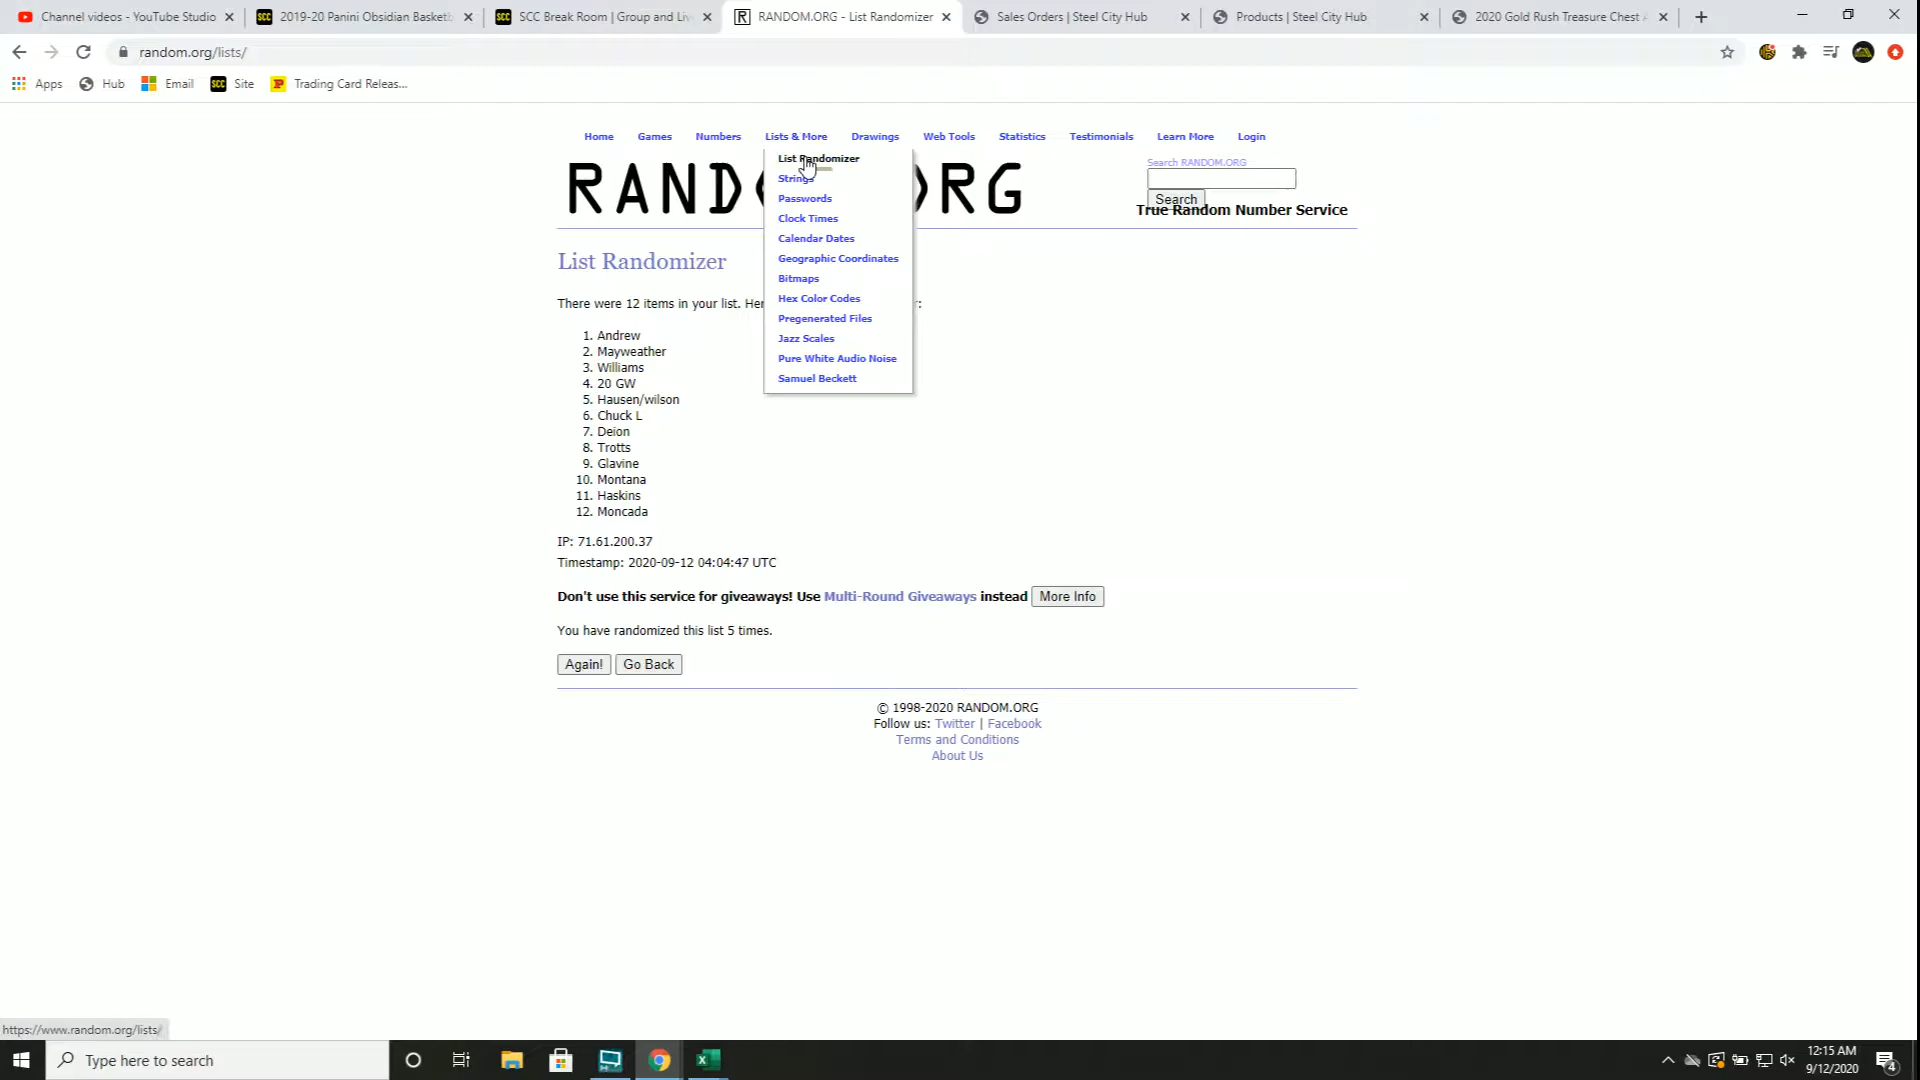 Channel videos - YouTube Studio
2019-20 Panini Obsidian Basketb
SCC Break Room | Group and Liv
RANDOM.ORG - List Randomizer
Sales Orders | Steel City Hub
Products | Steel City Hub
2020 Gold Rush Treasure Chest
random.org/lists/
Apps
Hub
Email
SCC
Site
Trading Card Releas...
Home
Games
Numbers
Lists & More
Drawings
Web Tools
Statistics
Testimonials
Learn More
Login
List Randomizer
Strings
Passwords
Clock Times
Calendar Dates
Geographic Coordinates
Bitmaps
Hex Color Codes
Pregenerated Files
Jazz Scales
Pure White Audio Noise
Samuel Beckett
Search RANDOM.ORG
Search
True Random Number Service
List Randomizer
There were 12 items in your list. Her
1. Andrew
2. Mayweather
3. Williams
4. 20 GW
5. Hausen/wilson
6. Chuck L
7. Deion
8. Trotts
9. Glavine
10. Montana
11. Haskins
12. Moncada
IP: 71.61.200.37
Timestamp: 2020-09-12 04:04:47 UTC
Don't use this service for giveaways! Use Multi-Round Giveaways instead More Info
You have randomized this list 5 times.
Again! Go Back
© 1998-2020 RANDOM.ORG
Follow us: Twitter | Facebook
Terms and Conditions
About Us
https://www.random.org/lists/
Type here to search
12:15 AM
9/12/2020
4